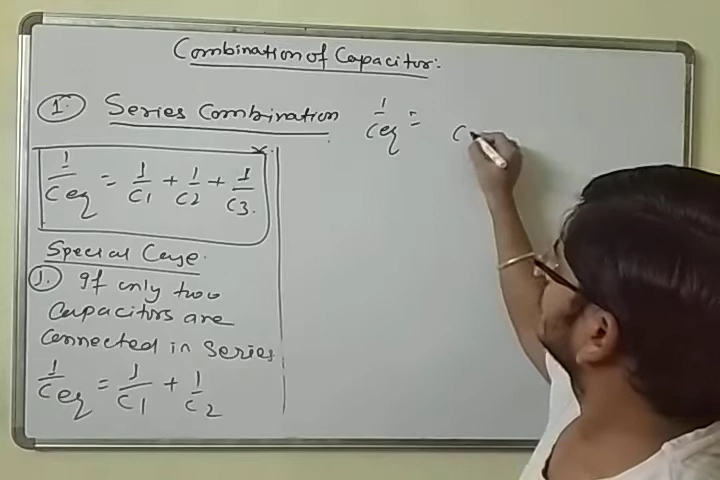 Combination of Capacitor:
1. Series Combination
1/Ceq = 1/C1 + 1/C2 + 1/C3.
Special Case.
1. If only two
Capacitors are
Connected in Series
1/Ceq = 1/C1 + 1/C2
1/Ceq = C